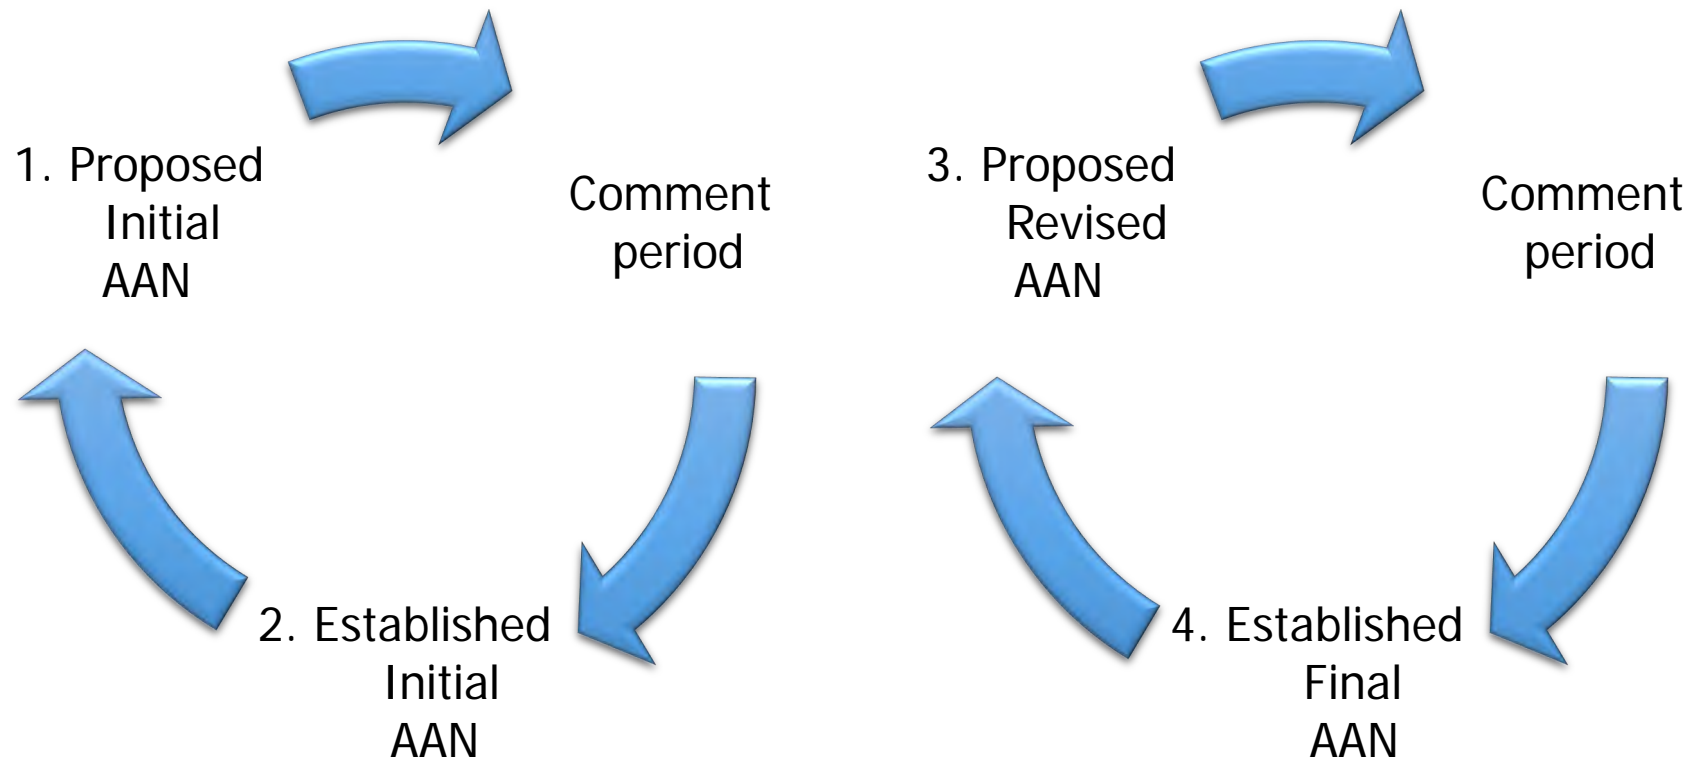 1. Proposed
Initial
AAN
Comment
period
2. Established
Initial
AAN
3. Proposed
Revised
AAN
Comment
period
4. Established
Final
AAN